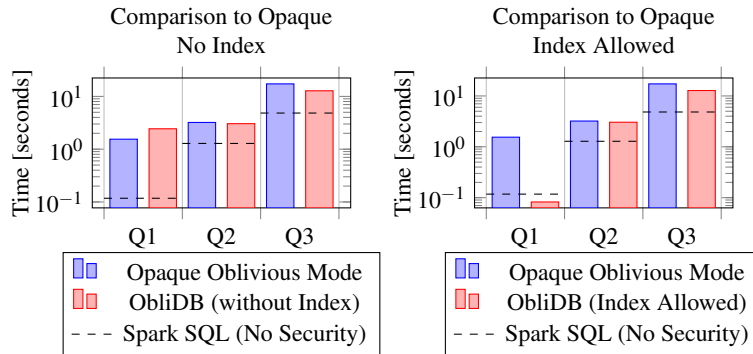 Comparison to Opaque
No Index
Time [seconds]
10^1
10^0
10^−1
Q1 Q2 Q3
Opaque Oblivious Mode
ObliDB (without Index)
Spark SQL (No Security)
Comparison to Opaque
Index Allowed
Time [seconds]
10^1
10^0
10^−1
Q1 Q2 Q3
Opaque Oblivious Mode
ObliDB (Index Allowed)
Spark SQL (No Security)